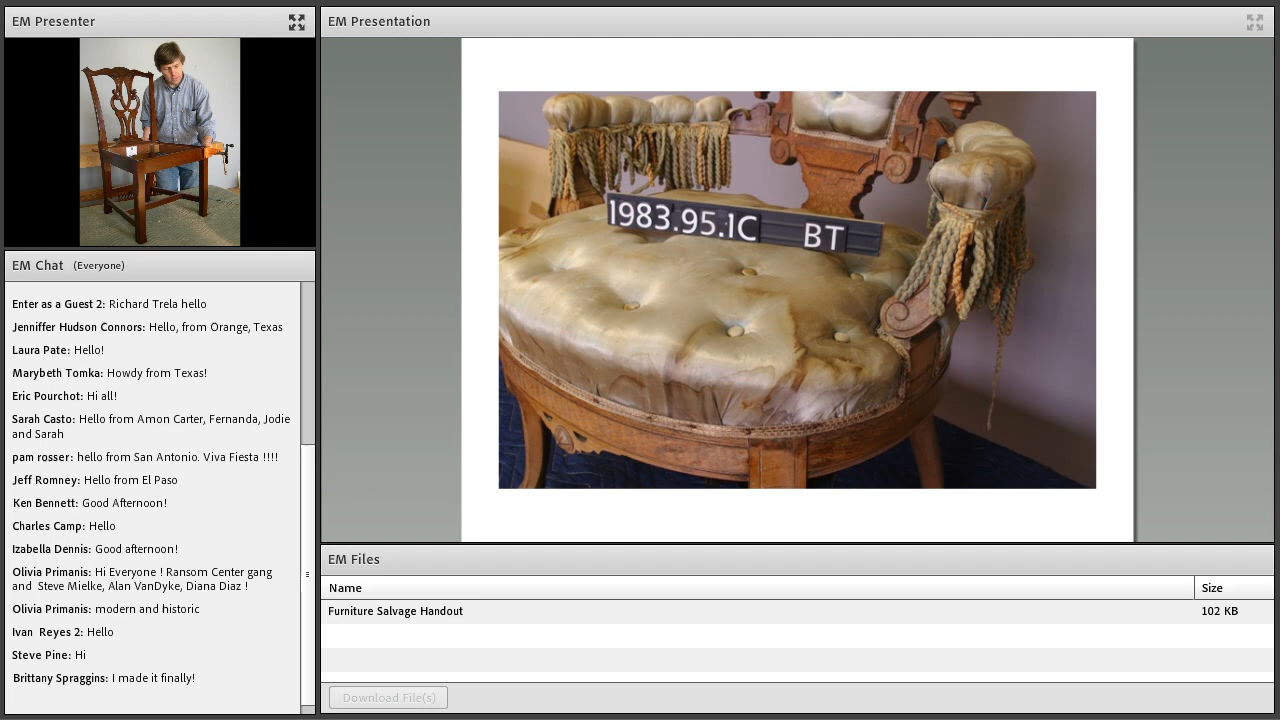 EM Presenter
EM Chat (Everyone)
Enter as a Guest 2: Richard Trela hello
Jenniffer Hudson Connors: Hello, from Orange, Texas
Laura Pate: Hello!
Marybeth Tomka: Howdy from Texas!
Eric Pourchot: Hi all!
Sarah Casto: Hello from Amon Carter, Fernanda, Jodie
and Sarah
pam rosser: hello from San Antonio. Viva Fiesta !!!!
Jeff Romney: Hello from El Paso
Ken Bennett: Good Afternoon!
Charles Camp: Hello
Izabella Dennis: Good afternoon!
Olivia Primanis: Hi Everyone ! Ransom Center gang
and Steve Mielke, Alan VanDyke, Diana Diaz !
Olivia Primanis: modern and historic
Ivan Reyes 2: Hello
Steve Pine: Hi
Brittany Spraggins: I made it finally!
EM Presentation
1983.95.1C BT
EM Files
Name Size
Furniture Salvage Handout 102 KB
Download File(s)